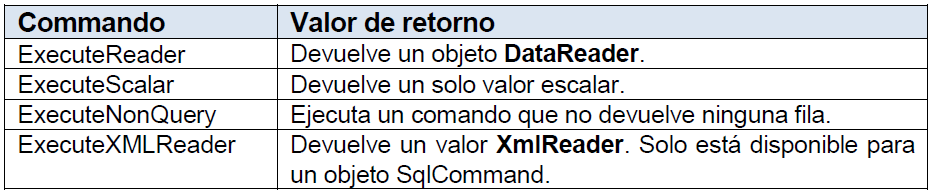 Commando Valor de retorno
ExecuteReader Devuelve un objeto DataReader.
ExecuteScalar Devuelve un solo valor escalar.
ExecuteNonQuery Ejecuta un comando que no devuelve ninguna fila.
ExecuteXMLReader Devuelve un valor XmlReader. Solo está disponible para
un objeto SqlCommand.